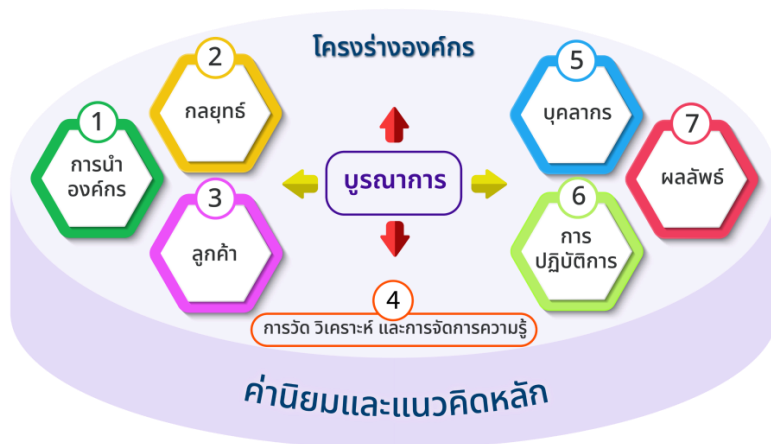 โครงร่างองค์กร
1
การนำ
องค์กร
2
กลยุทธ์
3
ลูกค้า
บูรณาการ
5
บุคลากร
6
การ
ปฏิบัติการ
7
ผลลัพธ์
4
การวัด วิเคราะห์ และการจัดการความรู้
ค่านิยมและแนวคิดหลัก